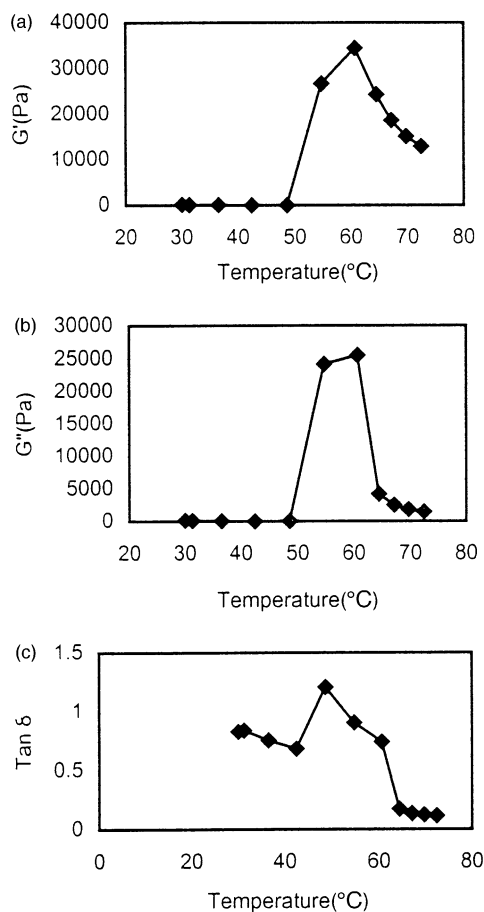 (a)
40000
30000
20000
10000
0
G'(Pa)
20 30 40 50 60 70 80
Temperature(°C)
(b)
30000
25000
20000
15000
10000
5000
0
G"(Pa)
20 30 40 50 60 70 80
Temperature(°C)
(c)
1.5
1
0.5
0
Tan δ
0 20 40 60 80
Temperature(°C)